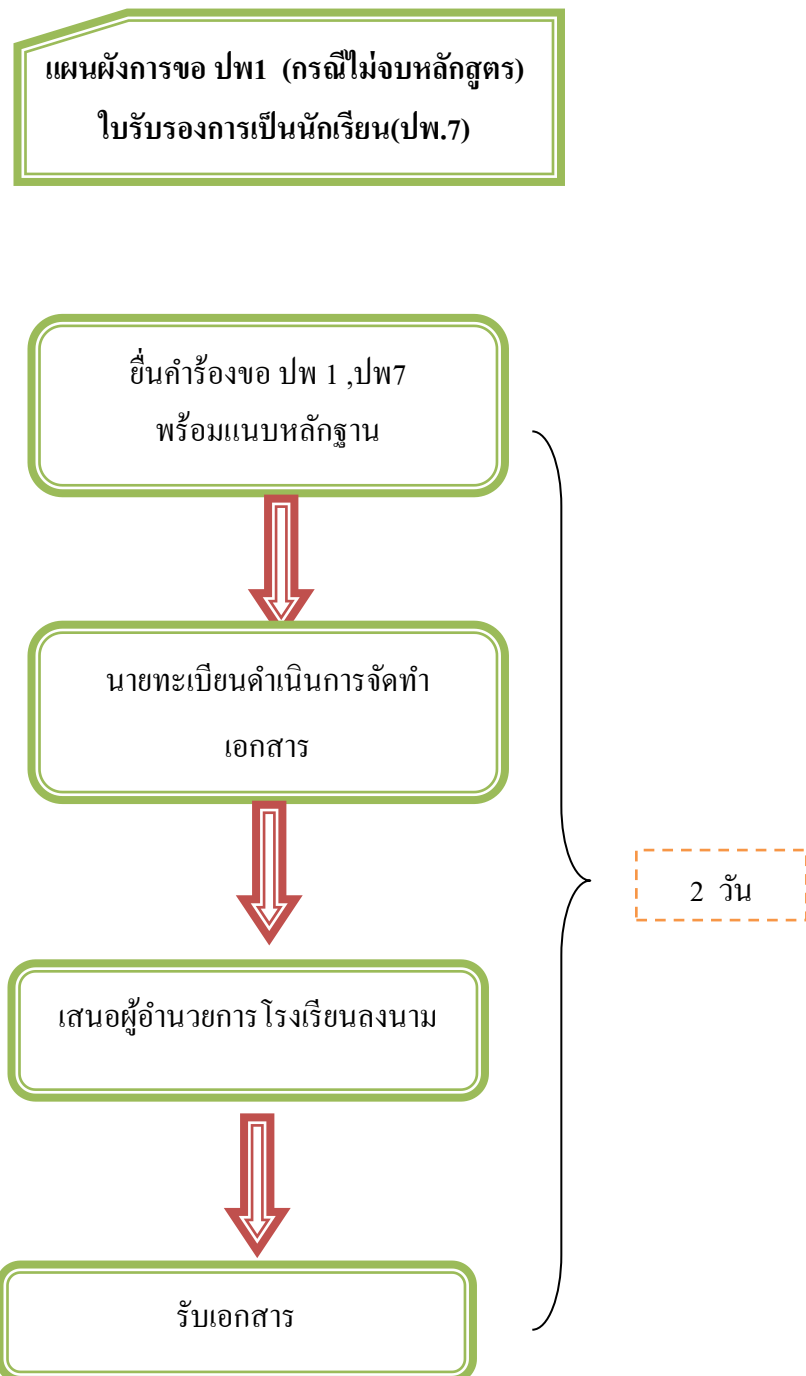 แผนผังการขอ ปพ1 (กรณีไม่จบหลักสูตร)
ใบรับรองการเป็นนักเรียน(ปพ.7)
ยื่นคำร้องขอ ปพ 1 ,ปพ7
พร้อมแนบหลักฐาน
นายทะเบียนดำเนินการจัดทำ
เอกสาร
2 วัน
เสนอผู้อำนวยการโรงเรียนลงนาม
รับเอกสาร